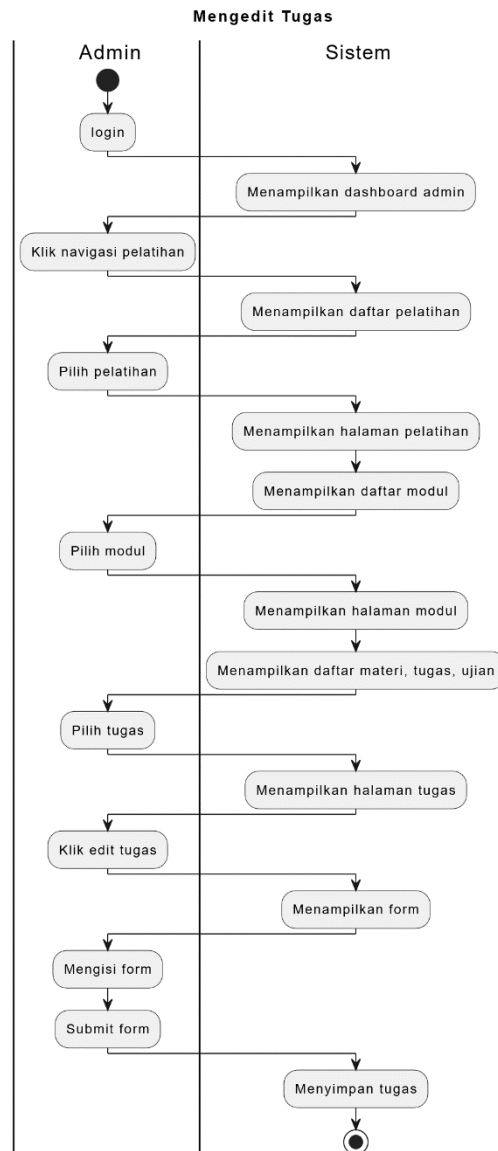 Mengedit Tugas
Admin
Sistem
login
Menampilkan dashboard admin
Klik navigasi pelatihan
Menampilkan daftar pelatihan
Pilih pelatihan
Menampilkan halaman pelatihan
Menampilkan daftar modul
Pilih modul
Menampilkan halaman modul
Menampilkan daftar materi, tugas, ujian
Pilih tugas
Menampilkan halaman tugas
Klik edit tugas
Menampilkan form
Mengisi form
Submit form
Menyimpan tugas